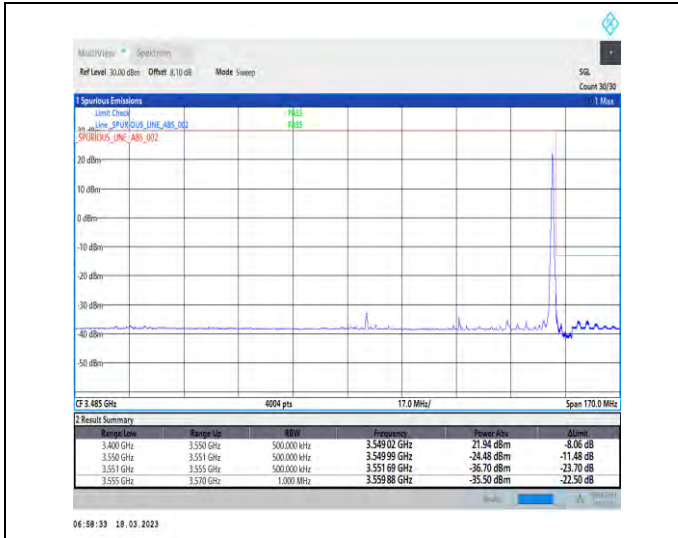 MultiView Spectrum
Ref Level 30.00 dBm Offset 8.10 dB Mode Sweep SGL
Count 30/30
1 Spurious Emissions 1 Max
Limit Check PASS
Line _SPURIOUS_LINE_ABS_002 PASS
_SPURIOUS_LINE_ABS_002
20 dBm
10 dBm
0 dBm
-10 dBm
-20 dBm
-30 dBm
-40 dBm
-50 dBm
CF 3.485 GHz 4004 pts 17.0 MHz/ Span 170.0 MHz
2 Result Summary
Range Low Range Up RBW Frequency Power Abs ΔLimit
3.400 GHz 3.550 GHz 500.000 kHz 3.549 02 GHz 21.94 dBm -8.06 dB
3.550 GHz 3.551 GHz 500.000 kHz 3.549 99 GHz -24.48 dBm -11.48 dB
3.551 GHz 3.555 GHz 500.000 kHz 3.551 69 GHz -36.70 dBm -23.70 dB
3.555 GHz 3.570 GHz 1.000 MHz 3.559 88 GHz -35.50 dBm -22.50 dB
06:58:33 18.03.2023